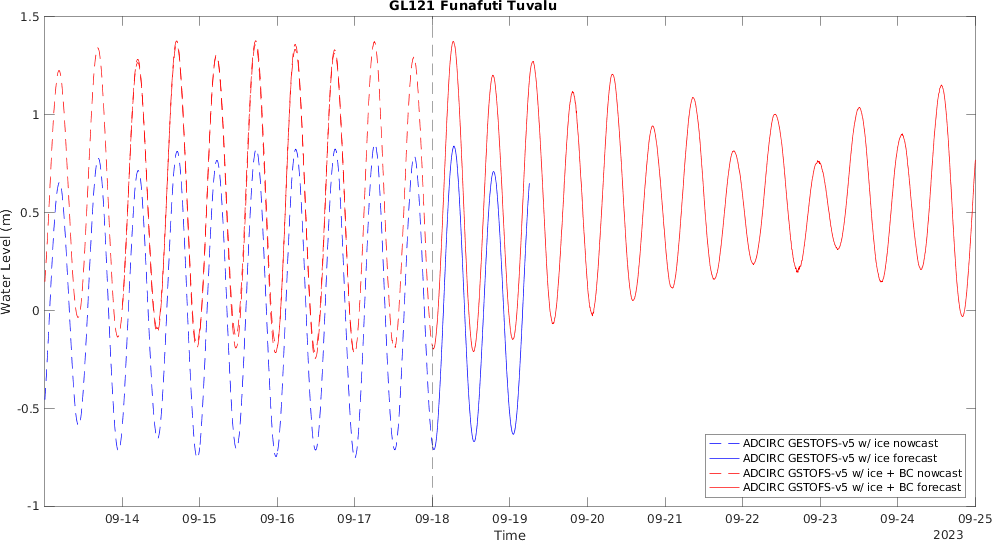 GL121 Funafuti Tuvalu
Water Level (m)
1.5
1
0.5
0
-0.5
-1
ADCIRC GESTOFS-v5 w/ ice nowcast
ADCIRC GESTOFS-v5 w/ ice forecast
ADCIRC GSTOFS-v5 w/ ice + BC nowcast
ADCIRC GSTOFS-v5 w/ ice + BC forecast
09-14 09-15 09-16 09-17 09-18 09-19 09-20 09-21 09-22 09-23 09-24 09-25
Time
2023